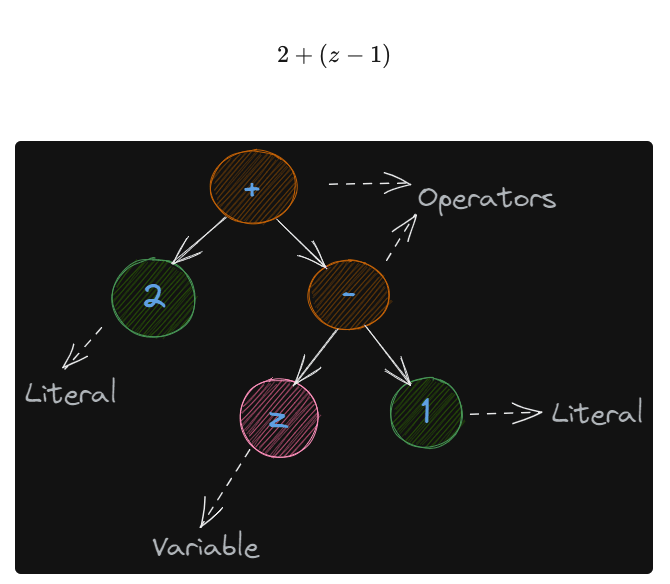 2 + (z − 1)
+
Operators
2
-
Literal
z
1
Literal
Variable